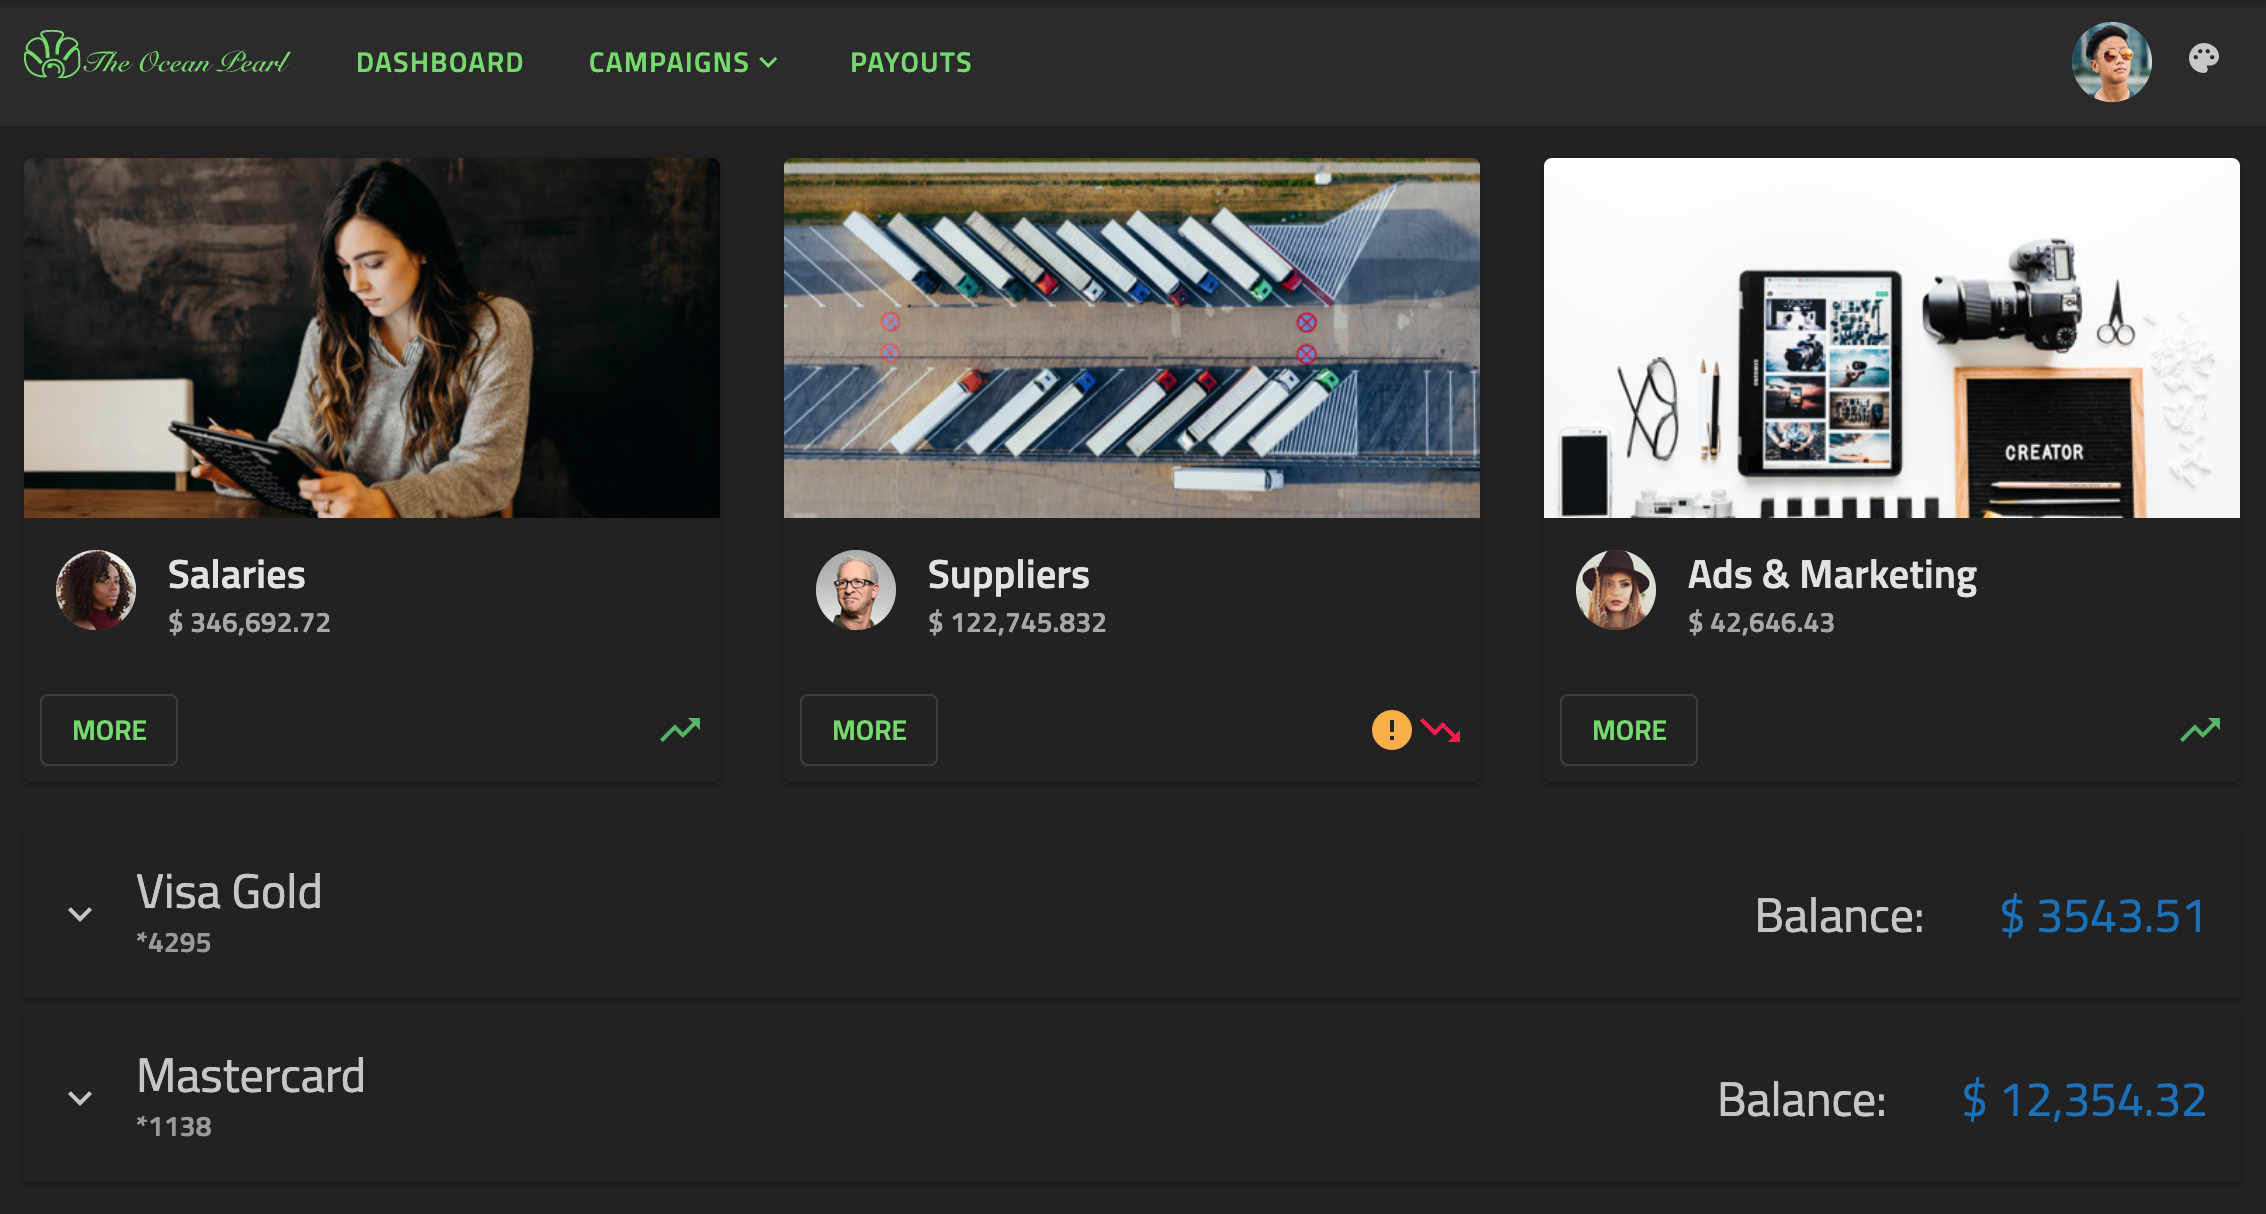 The Ocean Pearl
DASHBOARD
CAMPAIGNS
PAYOUTS
CREATOR
Salaries
$ 346,692.72
MORE
Suppliers
$ 122,745.832
MORE
!
Ads & Marketing
$ 42,646.43
MORE
Visa Gold
*4295
Balance: $ 3543.51
Mastercard
*1138
Balance: $ 12,354.32